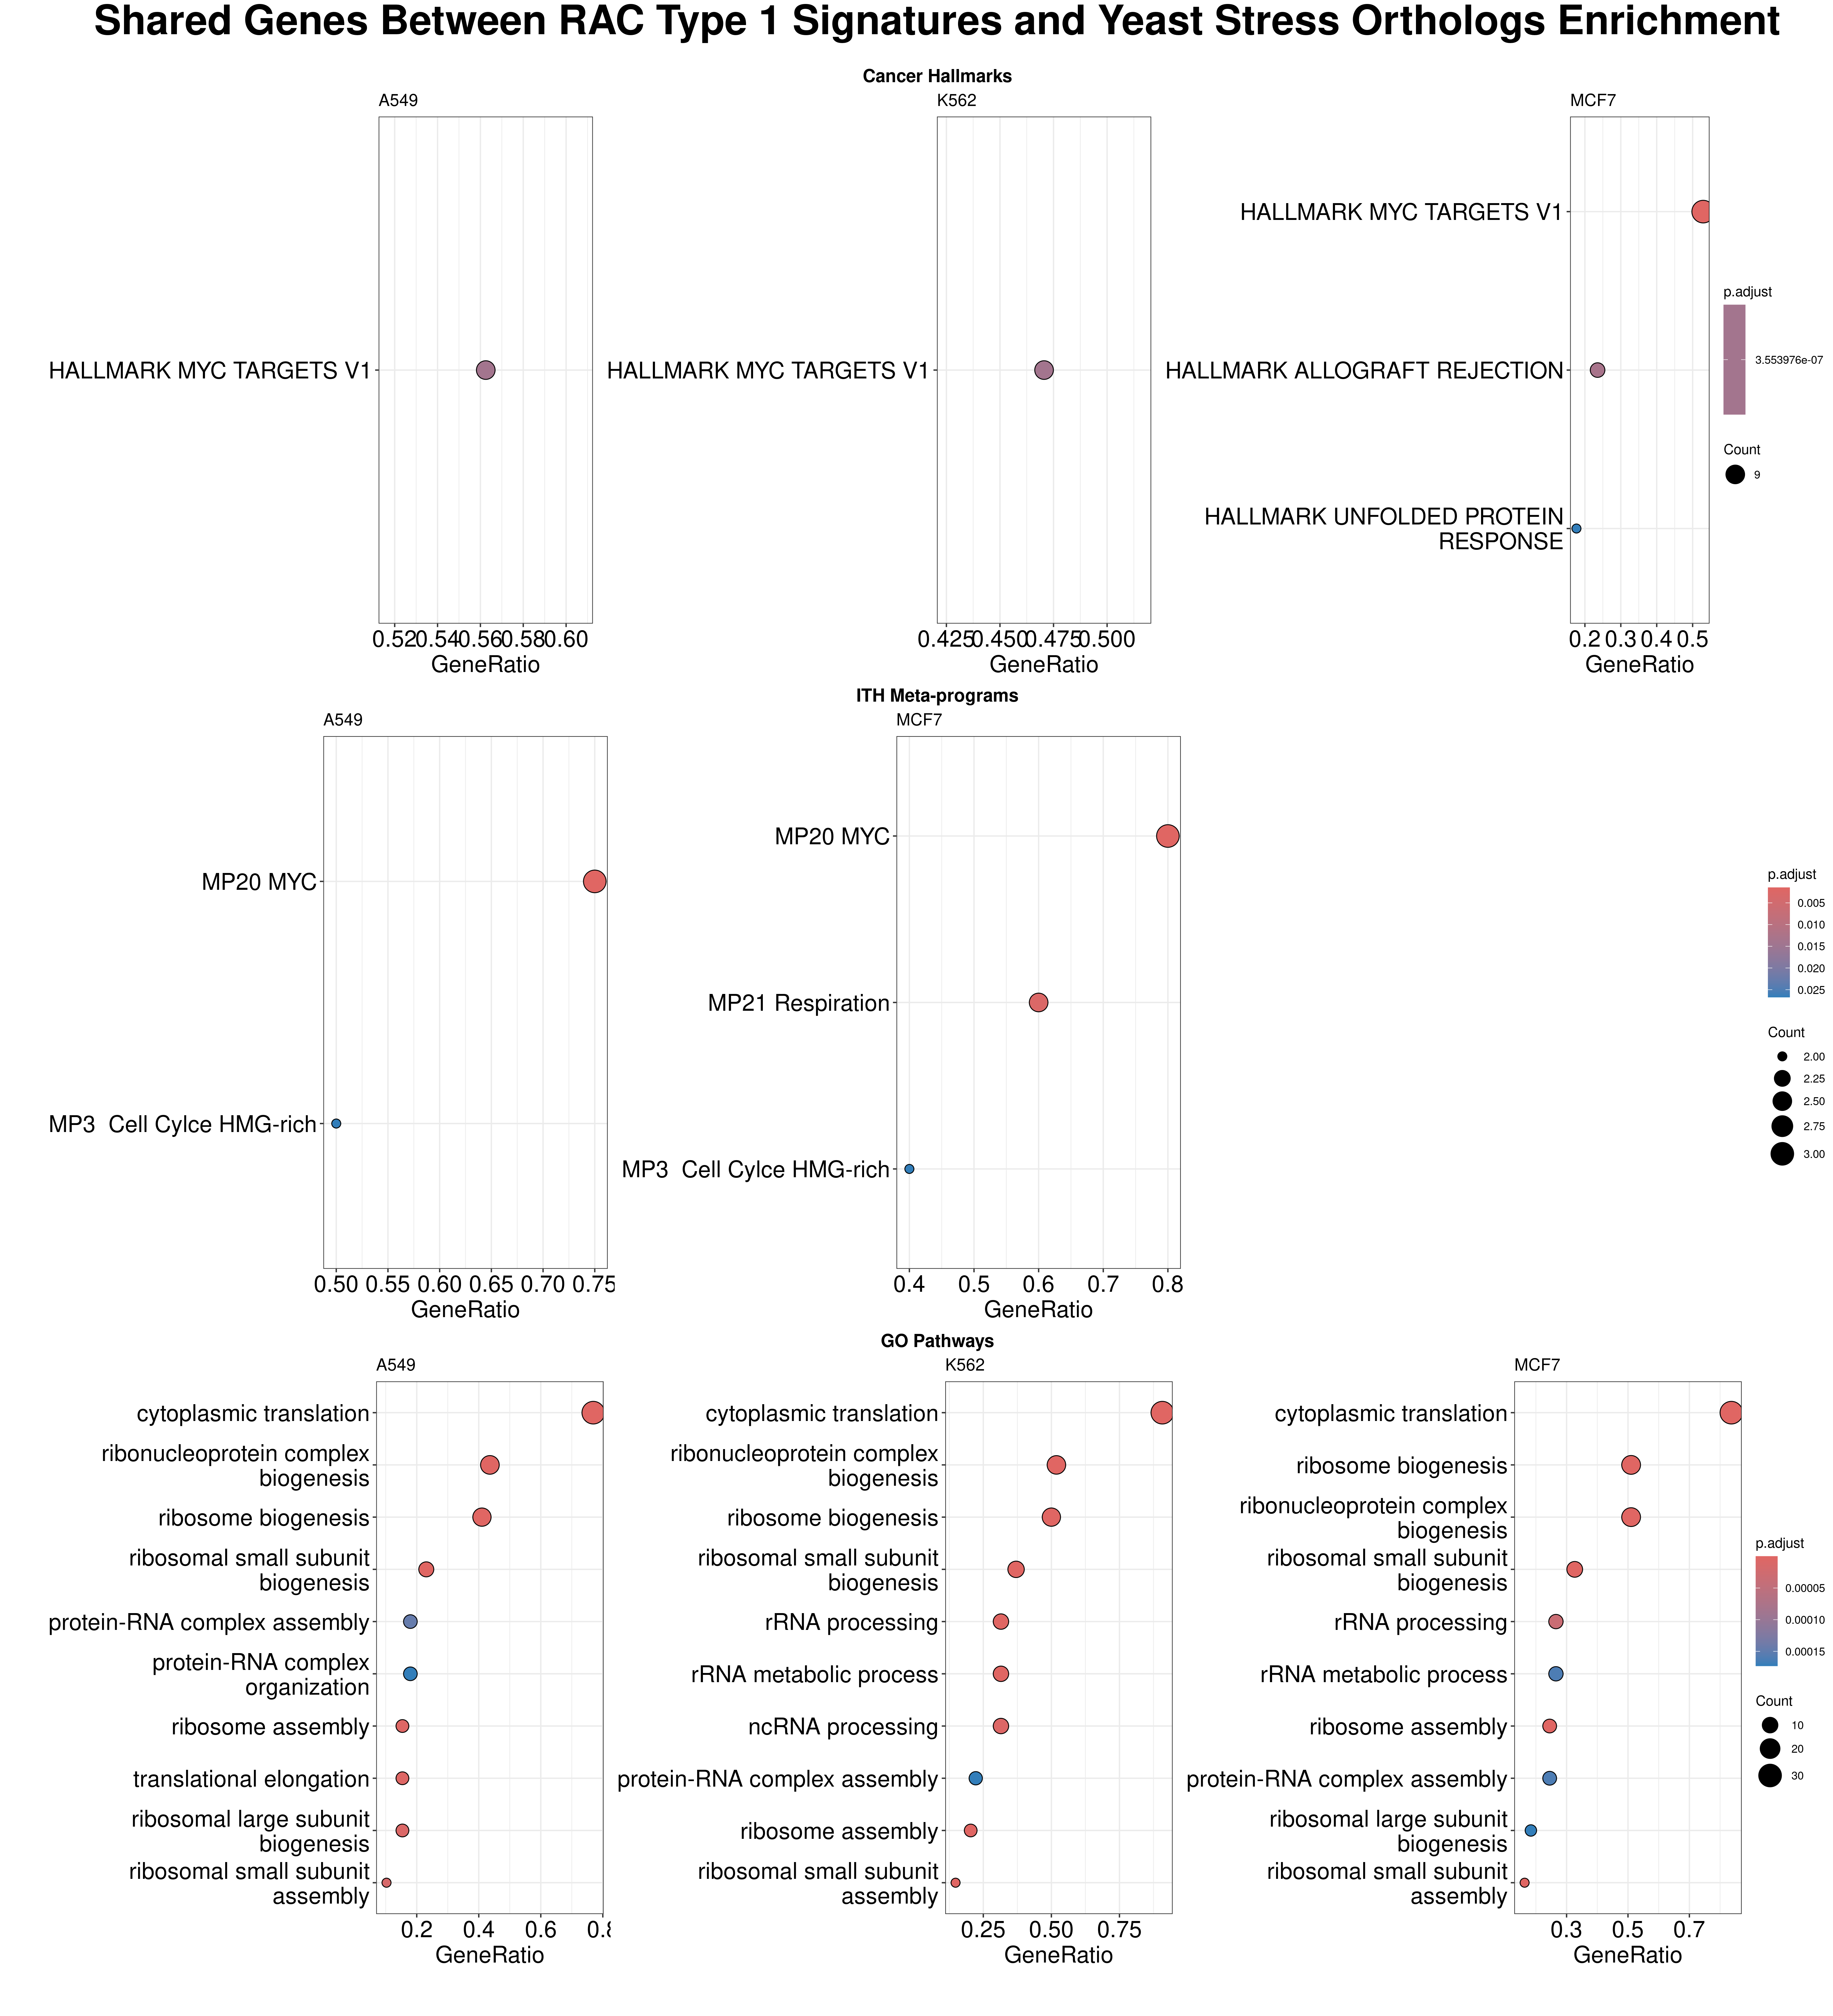 Shared Genes Between RAC Type 1 Signatures and Yeast Stress Orthologs Enrichment
Cancer Hallmarks
A549
HALLMARK MYC TARGETS V1
0.52 0.54 0.56 0.58 0.60
GeneRatio
K562
HALLMARK MYC TARGETS V1
0.425 0.450 0.475 0.500
GeneRatio
MCF7
HALLMARK MYC TARGETS V1
HALLMARK ALLOGRAFT REJECTION
HALLMARK UNFOLDED PROTEIN
RESPONSE
0.2 0.3 0.4 0.5
GeneRatio
p.adjust
3.553976e-07
Count
9
ITH Meta-programs
A549
MP20 MYC
MP3  Cell Cylce HMG-rich
0.50 0.55 0.60 0.65 0.70 0.75
GeneRatio
MCF7
MP20 MYC
MP21 Respiration
MP3  Cell Cylce HMG-rich
0.4 0.5 0.6 0.7 0.8
GeneRatio
p.adjust
0.005
0.010
0.015
0.020
0.025
Count
2.00
2.25
2.50
2.75
3.00
GO Pathways
A549
cytoplasmic translation
ribonucleoprotein complex
biogenesis
ribosome biogenesis
ribosomal small subunit
biogenesis
protein-RNA complex assembly
protein-RNA complex
organization
ribosome assembly
translational elongation
ribosomal large subunit
biogenesis
ribosomal small subunit
assembly
0.2 0.4 0.6
GeneRatio
K562
cytoplasmic translation
ribonucleoprotein complex
biogenesis
ribosome biogenesis
ribosomal small subunit
biogenesis
rRNA processing
rRNA metabolic process
ncRNA processing
protein-RNA complex assembly
ribosome assembly
ribosomal small subunit
assembly
0.25 0.50 0.75
GeneRatio
MCF7
cytoplasmic translation
ribosome biogenesis
ribonucleoprotein complex
biogenesis
ribosomal small subunit
biogenesis
rRNA processing
rRNA metabolic process
ribosome assembly
protein-RNA complex assembly
ribosomal large subunit
biogenesis
ribosomal small subunit
assembly
0.3 0.5 0.7
GeneRatio
p.adjust
0.00005
0.00010
0.00015
Count
10
20
30